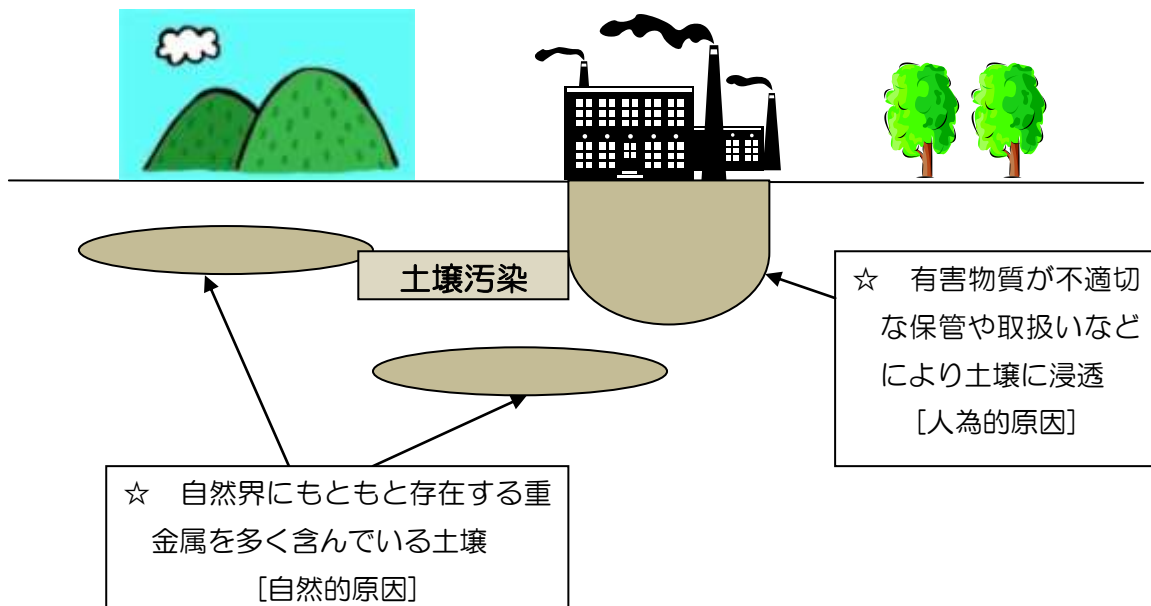 土壌汚染
☆　有害物質が不適切
な保管や取扱いなど
により土壌に浸透
[人為的原因]
☆　自然界にもともと存在する重
金属を多く含んでいる土壌
[自然的原因]